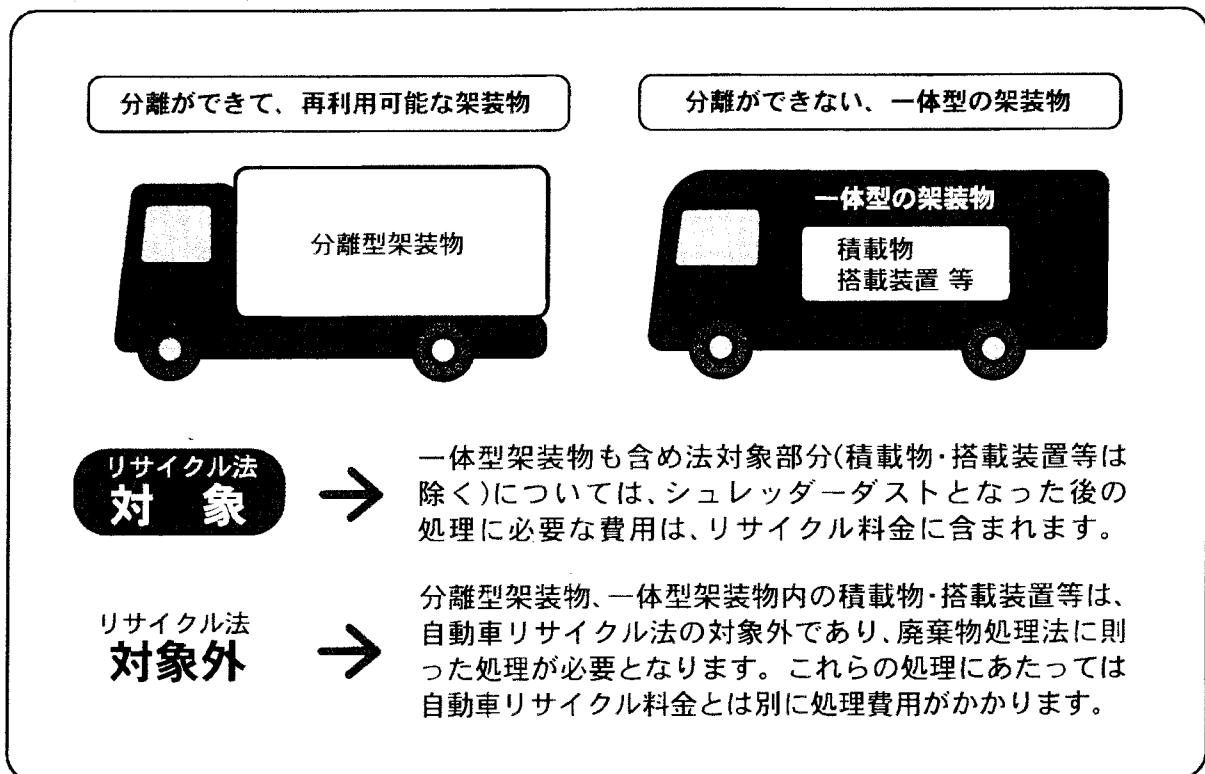 分離ができて、再利用可能な架装物
分離ができない、一体型の架装物
分離型架装物
一体型の架装物
積載物
搭載装置 等
リサイクル法
対 象
一体型架装物も含め法対象部分(積載物・搭載装置等は
除く)については、シュレッダーダストとなった後の
処理に必要な費用は、リサイクル料金に含まれます。
リサイクル法
対象外
分離型架装物、一体型架装物内の積載物・搭載装置等は、
自動車リサイクル法の対象外であり、廃棄物処理法に則
った処理が必要となります。これらの処理にあたっては
自動車リサイクル料金とは別に処理費用がかかります。